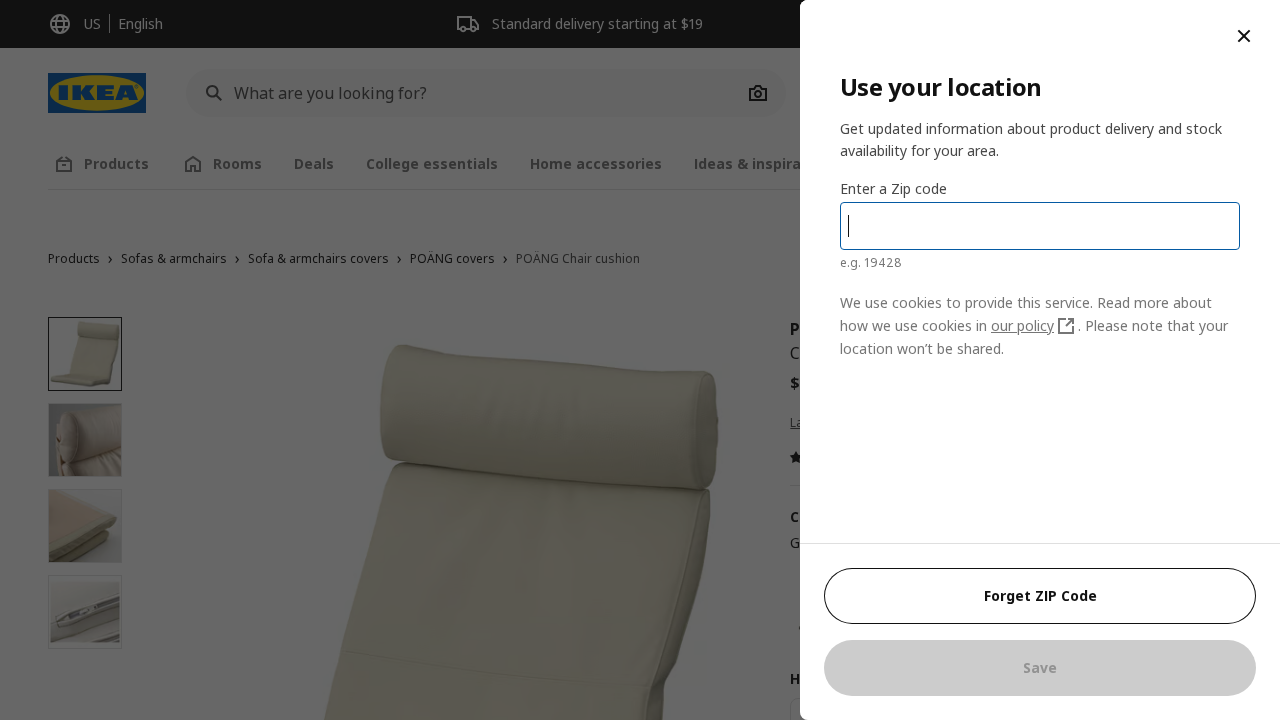 US | English
Standard delivery starting at $19
IKEA
What are you looking for?
Products
Rooms
Deals
College essentials
Home accessories
Ideas &
Products › Sofas & armchairs › Sofa & armchairs covers › POÄNG covers › POÄNG Chair cushion
Use your location
Get updated information about product delivery and stock
availability for your area.
Enter a Zip code
e.g. 19428
We use cookies to provide this service. Read more about
how we use cookies in our policy . Please note that your
location won’t be shared.
Forget ZIP Code
Save